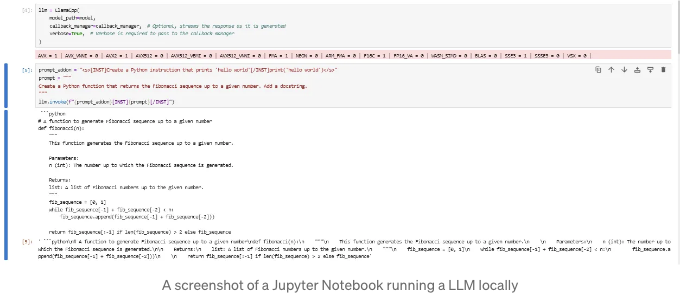 llm = LlamaCpp(
    model_path=model,
    callback_manager=callback_manager,  # Optional, streams the response as it is generated
    verbose=True,  # Verbose is required to pass to the callback manager
)
AVX = 1 | AVX_VNNI = 0 | AVX2 = 1 | AVX512 = 0 | AVX512_VBMI = 0 | AVX512_VNNI = 0 | FMA = 1 | NEON = 0 | ARM_FMA = 0 | F16C = 1 | FP16_VA = 0 | WASM_SIMD = 0 | BLAS = 0 | SSE3 = 1 | SSSE3 = 0 | VSX = 0 |
prompt_addon = "<s>[INST]Create a Python instruction that prints 'hello world'[/INST]print("hello world")</s>"
prompt = """
Create a Python function that returns the fibonacci sequence up to a given number. Add a docstring.
"""
llm.invoke(f"{prompt_addon}[INST]{prompt}[/INST]")
```python
# A function to generate Fibonacci sequence up to a given number
def fibonacci(n):
    """
    This function generates the Fibonacci sequence up to a given number.
    Parameters:
    n (int): The number up to which the Fibonacci sequence is generated.
    Returns:
    list: A list of Fibonacci numbers up to the given number.
    """
    fib_sequence = [0, 1]
    while fib_sequence[-1] + fib_sequence[-2] < n:
        fib_sequence.append(fib_sequence[-1] + fib_sequence[-2])
    return fib_sequence[:-1] if len(fib_sequence) > 2 else fib_sequence
' ```python\n# A function to generate Fibonacci sequence up to a given number\ndef fibonacci(n):\n    """\n    This function generates the Fibonacci sequence up to a given number.\n    \n    Parameters:\n    n (int): The number up to
which the Fibonacci sequence is generated.\n    \n    Returns:\n    list: A list of Fibonacci numbers up to the given number.\n    """\n    fib_sequence = [0, 1]\n    while fib_sequence[-1] + fib_sequence[-2] < n:\n        fib_sequence.a
ppend(fib_sequence[-1] + fib_sequence[-2])\n    \n    return fib_sequence[:-1] if len(fib_sequence) > 2 else fib_sequence'
A screenshot of a Jupyter Notebook running a LLM locally